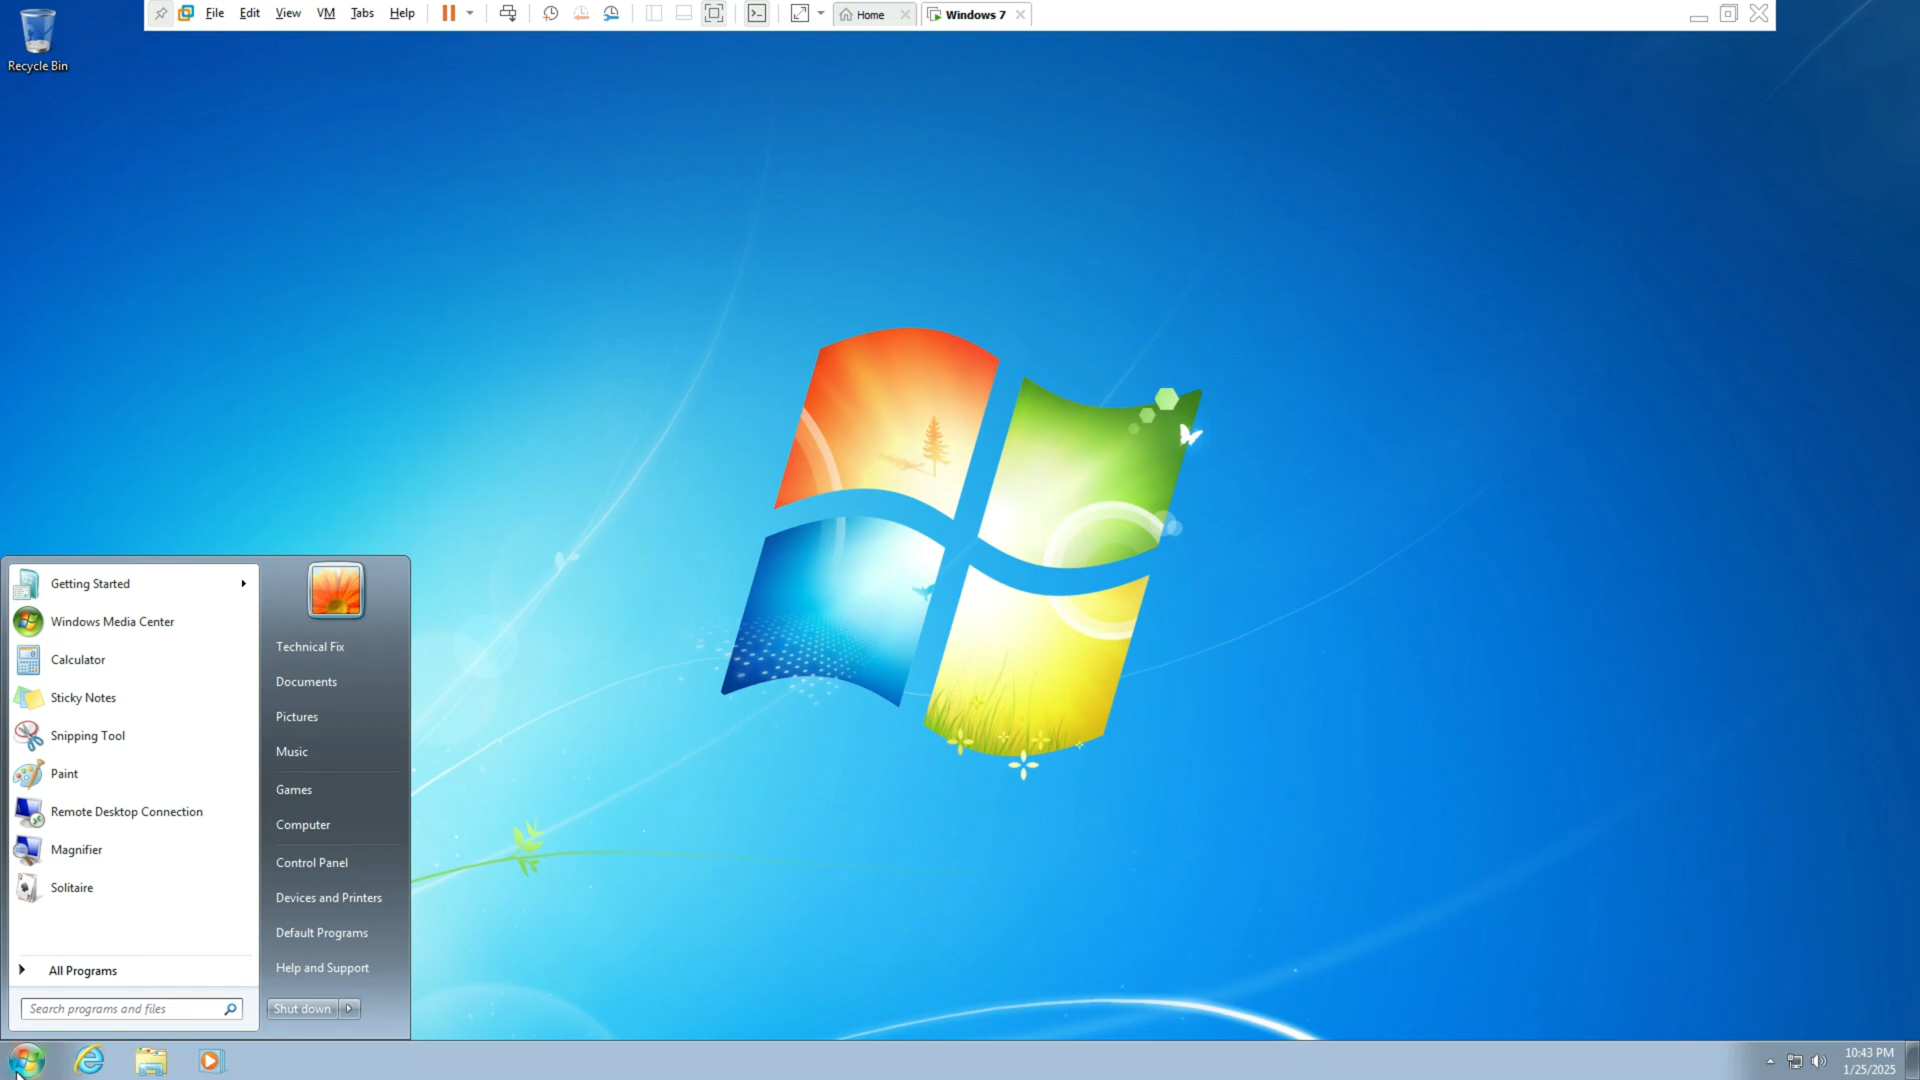 File Edit View VM Tabs Help Home Windows 7
Recycle Bin
Getting Started
Windows Media Center
Calculator
Sticky Notes
Snipping Tool
Paint
Remote Desktop Connection
Magnifier
Solitaire
All Programs
Search programs and files
Technical Fix
Documents
Pictures
Music
Games
Computer
Control Panel
Devices and Printers
Default Programs
Help and Support
Shut down
10:43 PM
1/25/2025